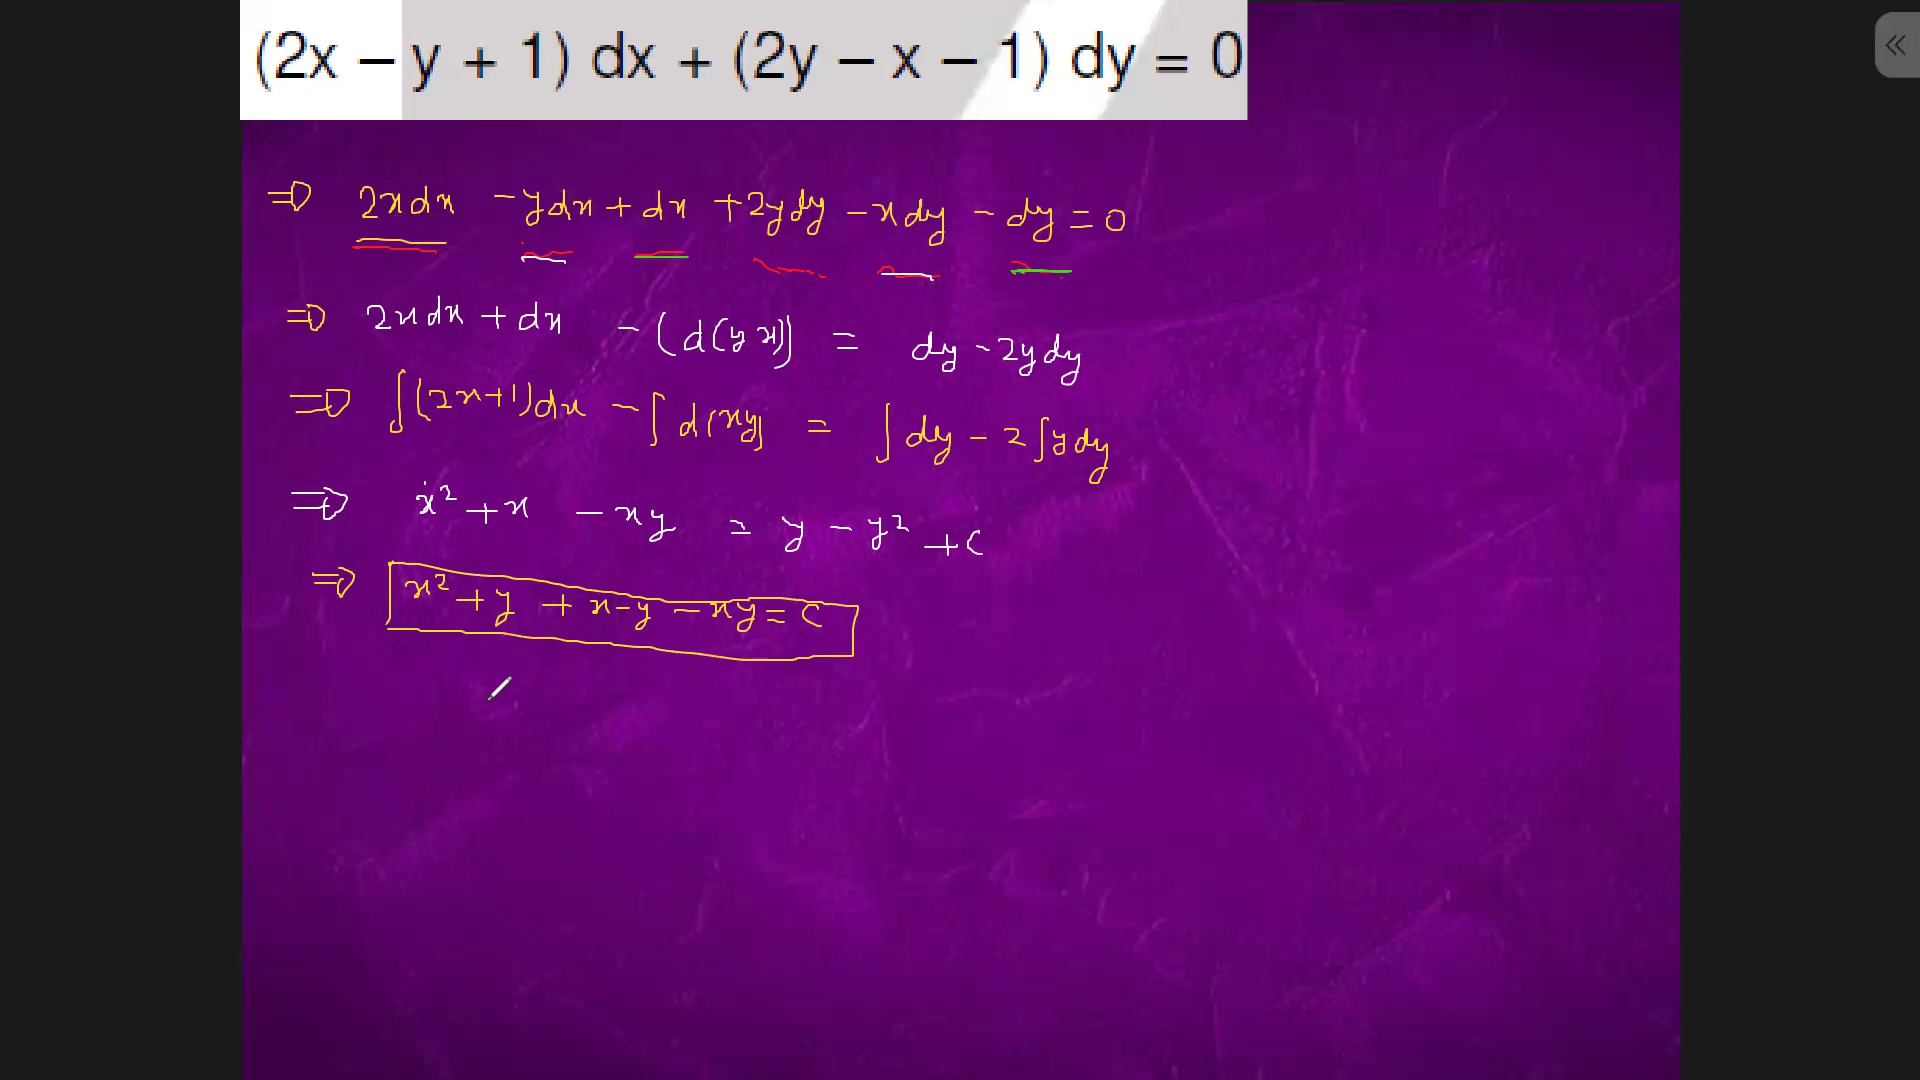 (2x – y + 1) dx + (2y – x – 1) dy = 0
⇒ 2xdx - ydx + dx + 2ydy - xdy - dy = 0
⇒ 2xdx + dx - (d(yx)) = dy - 2ydy
⇒ ∫(2x+1)dx - ∫d(xy) = ∫dy - 2∫ydy
⇒ x² + x - xy = y - y² + c
⇒ x² + y + x - y - xy = c